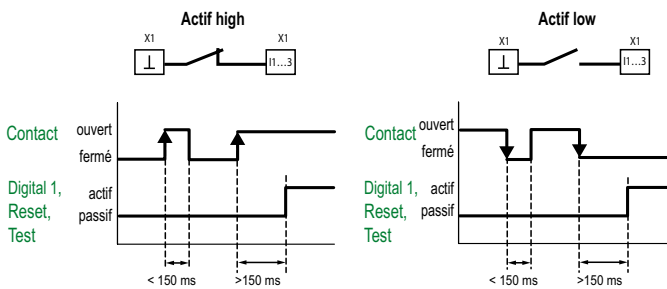 Actif high
X1
X1
⊥
I1...3
Contact
ouvert
fermé
Digital 1,
Reset,
Test
actif
passif
< 150 ms
>150 ms
Actif low
X1
X1
⊥
I1...3
Contact
ouvert
fermé
Digital 1,
Reset,
Test
actif
passif
< 150 ms
>150 ms